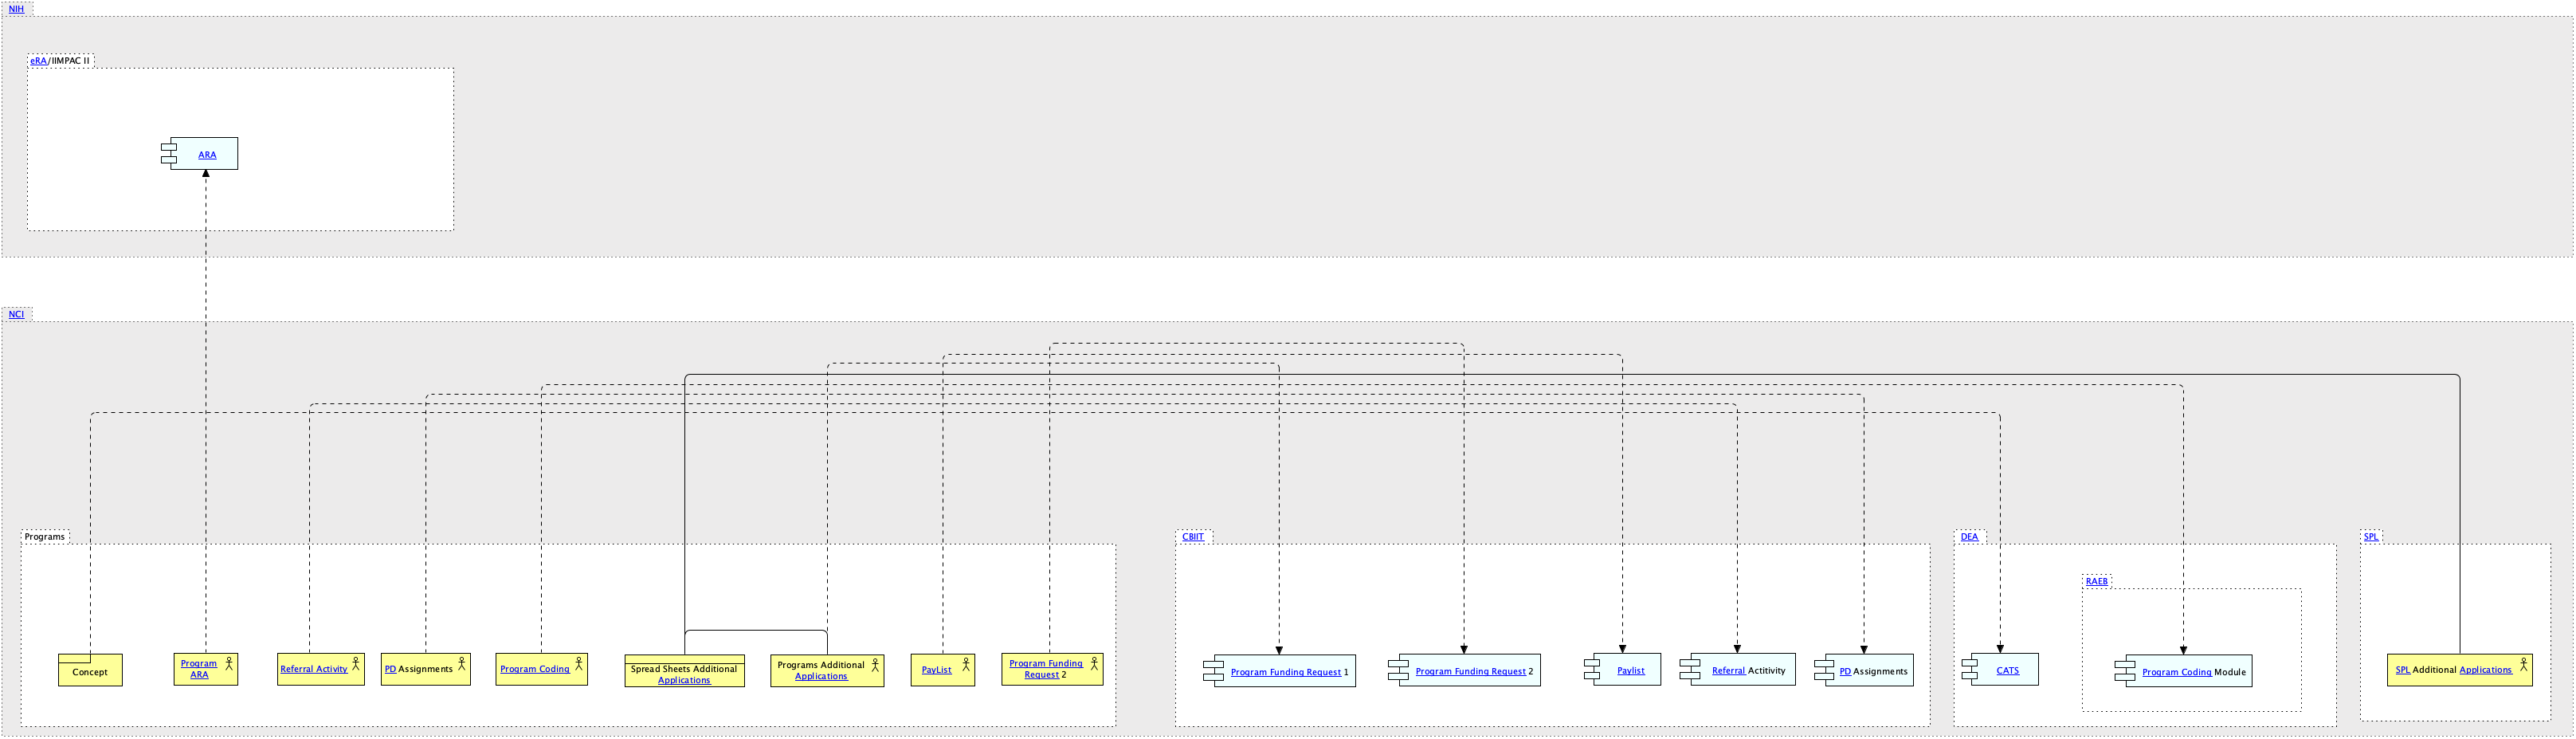 NIH
eRA/IIMPAC II
ARA
NCI
Programs
CBIIT
DEA
SPL
RAEB
Concept
Program
ARA
Referral Activity
PD Assignments
Program Coding
Spread Sheets Additional
Applications
Programs Additional
Applications
PayList
Program Funding
Request 2
Program Funding Request 1
Program Funding Request 2
Paylist
Referral Actitivity
PD Assignments
CATS
Program Coding Module
SPL Additional Applications